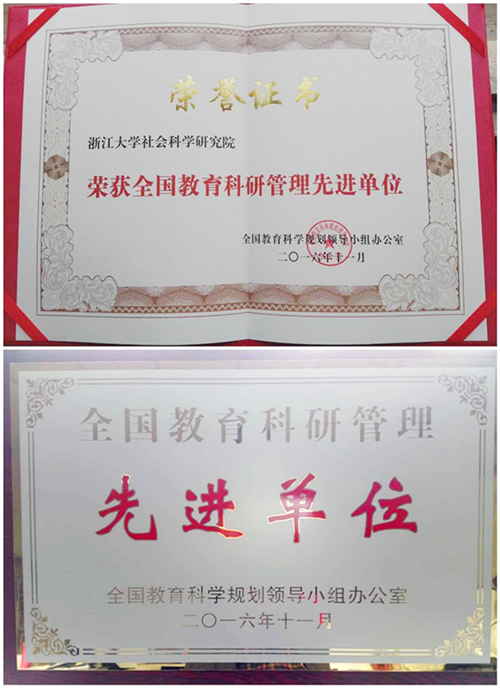 荣誉证书
浙江大学社会科学研究院
荣获全国教育科研管理先进单位
全国教育科学规划领导小组办公室
二〇一六年十一月
全国教育科研管理
先进单位
全国教育科学规划领导小组办公室
二〇一六年十一月